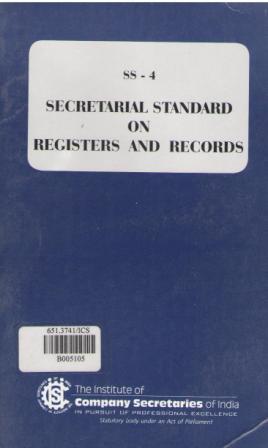 SS - 4
SECRETARIAL STANDARD
ON
REGISTERS AND RECORDS
651.3741/ICS
B005105
The Institute of
Company Secretaries of India
IN PURSUIT OF PROFESSIONAL EXCELLENCE
Statutory body under an Act of Parliament